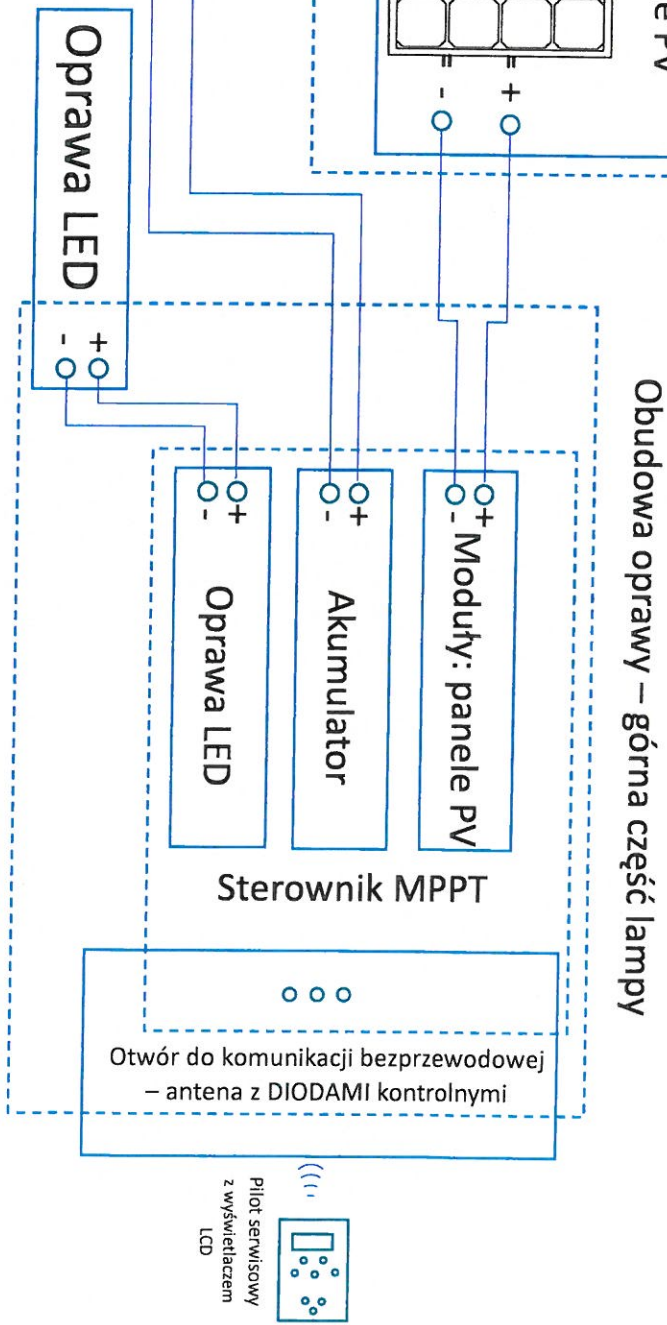 e PV
- +
Obudowa oprawy – górna część lampy
Oprawa LED
- +
+ - Moduły: panele PV
+ - Akumulator
+ - Oprawa LED
Sterownik MPPT
Otwór do komunikacji bezprzewodowej
– antena z DIODAMI kontrolnymi
Pilot serwisowy
z wyświetlaczem
LCD